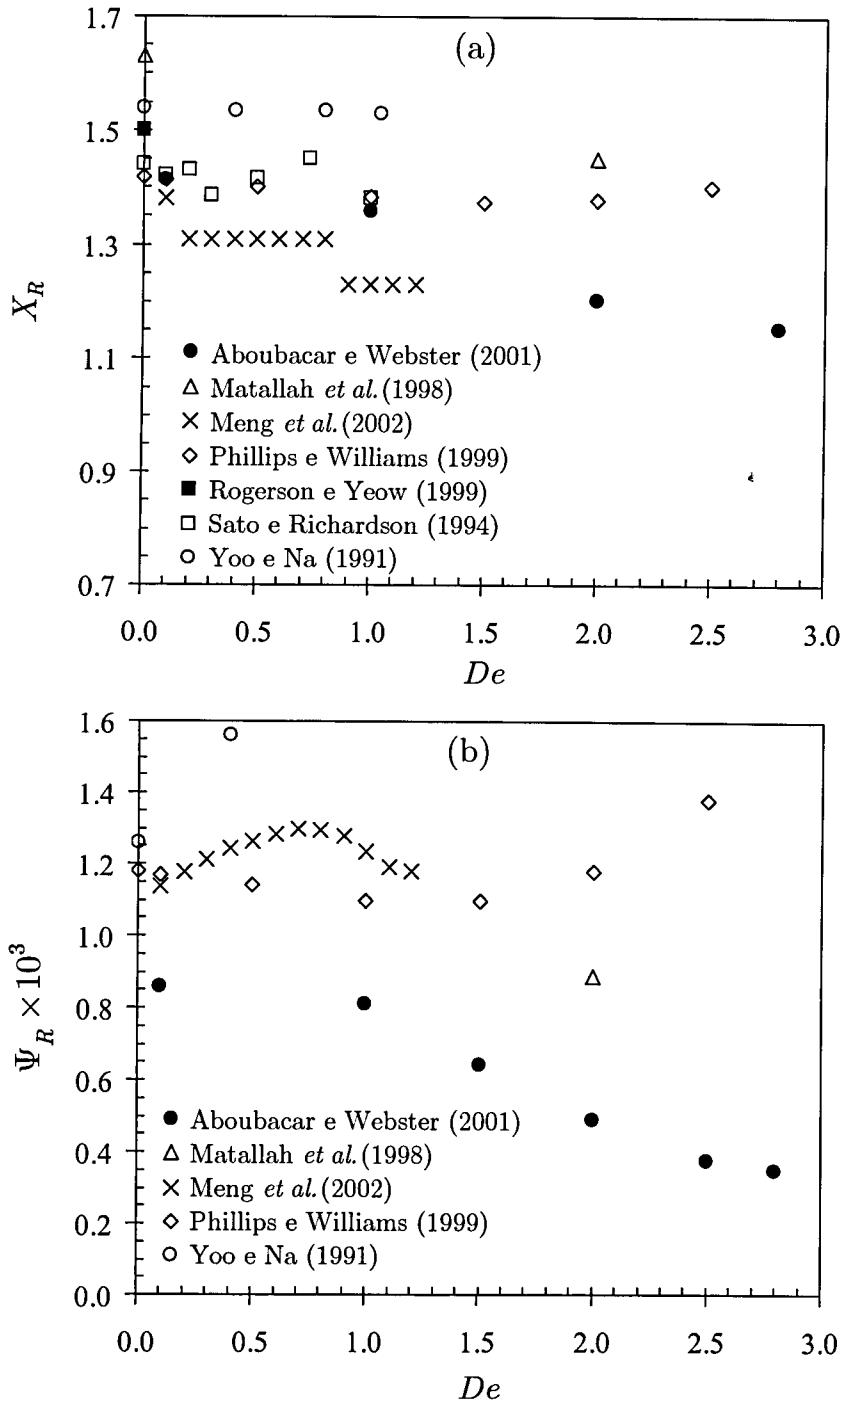 (a)
1.7
1.5
1.3
1.1
0.9
0.7
X_R
Aboubacar e Webster (2001)
Matallah et al.(1998)
Meng et al.(2002)
Phillips e Williams (1999)
Rogerson e Yeow (1999)
Sato e Richardson (1994)
Yoo e Na (1991)
0.0 0.5 1.0 1.5 2.0 2.5 3.0
De
(b)
1.6
1.4
1.2
1.0
0.8
0.6
0.4
0.2
0.0
Ψ_R × 10³
Aboubacar e Webster (2001)
Matallah et al.(1998)
Meng et al.(2002)
Phillips e Williams (1999)
Yoo e Na (1991)
0.0 0.5 1.0 1.5 2.0 2.5 3.0
De